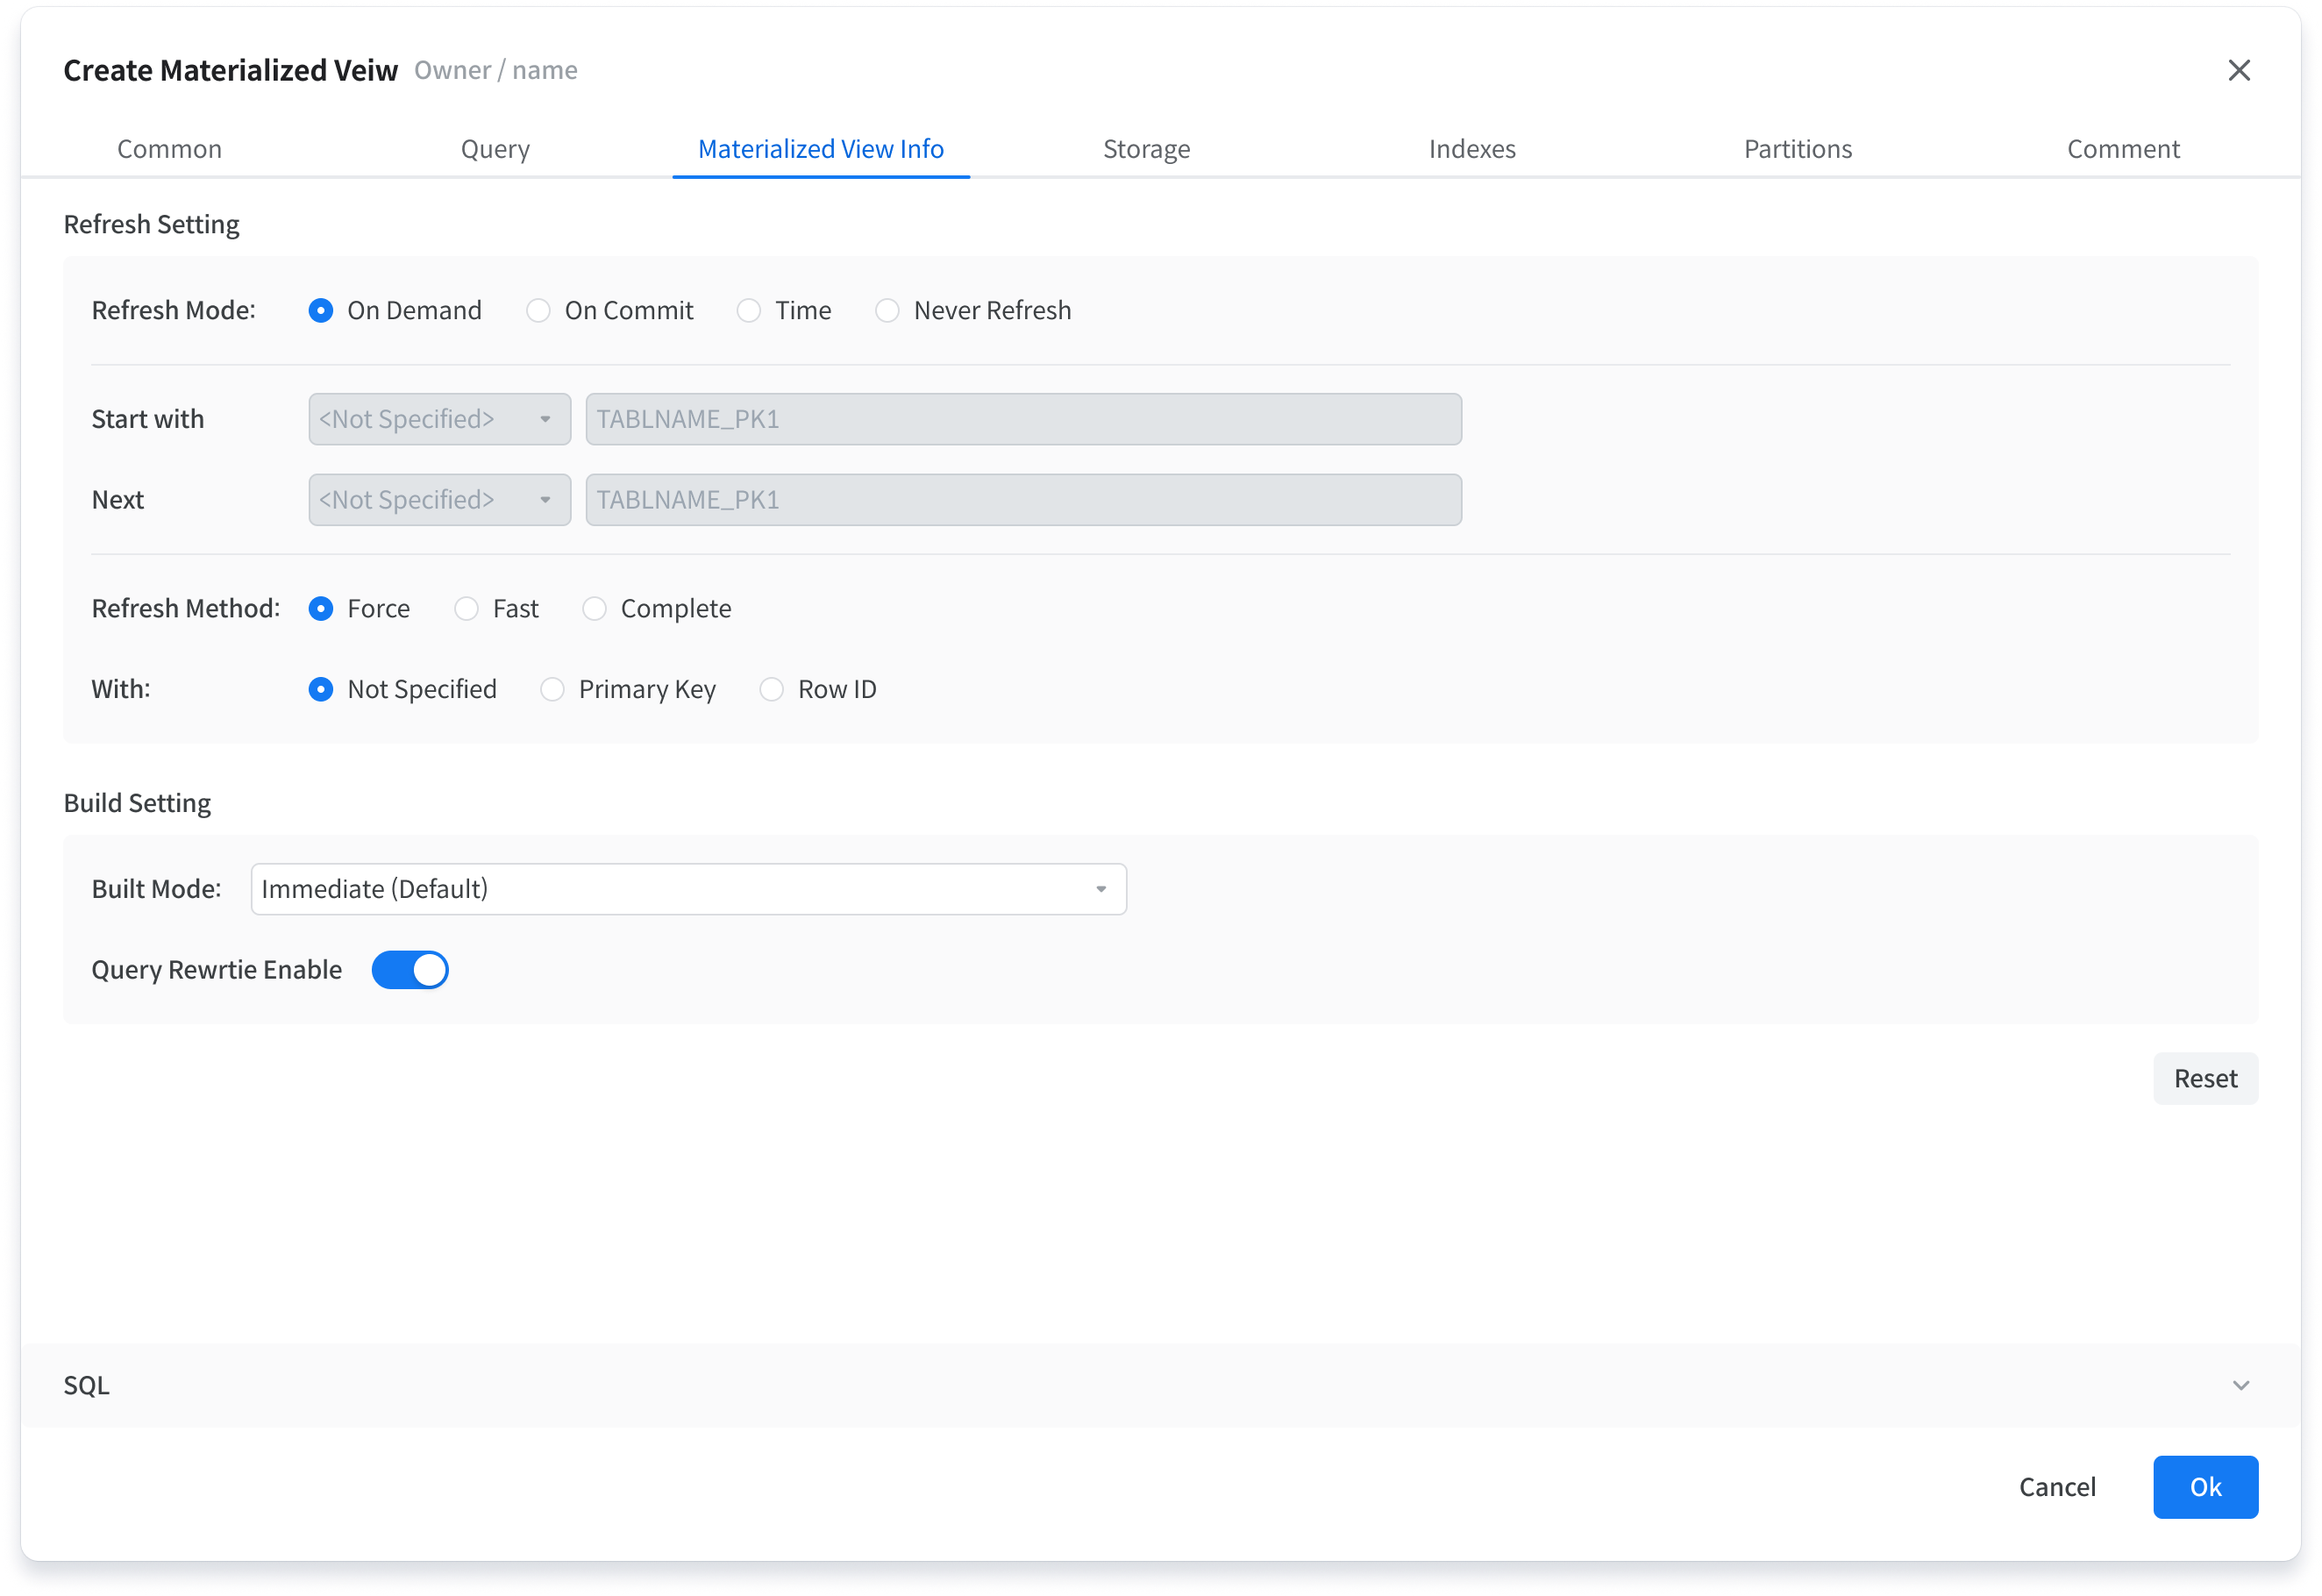 Create Materialized Veiw Owner / name
Common Query Materialized View Info Storage Indexes Partitions Comment
Refresh Setting
Refresh Mode: On Demand On Commit Time Never Refresh
Start with <Not Specified> TABLNAME_PK1
Next <Not Specified> TABLNAME_PK1
Refresh Method: Force Fast Complete
With: Not Specified Primary Key Row ID
Build Setting
Built Mode: Immediate (Default)
Query Rewrtie Enable
Reset
SQL
Cancel Ok